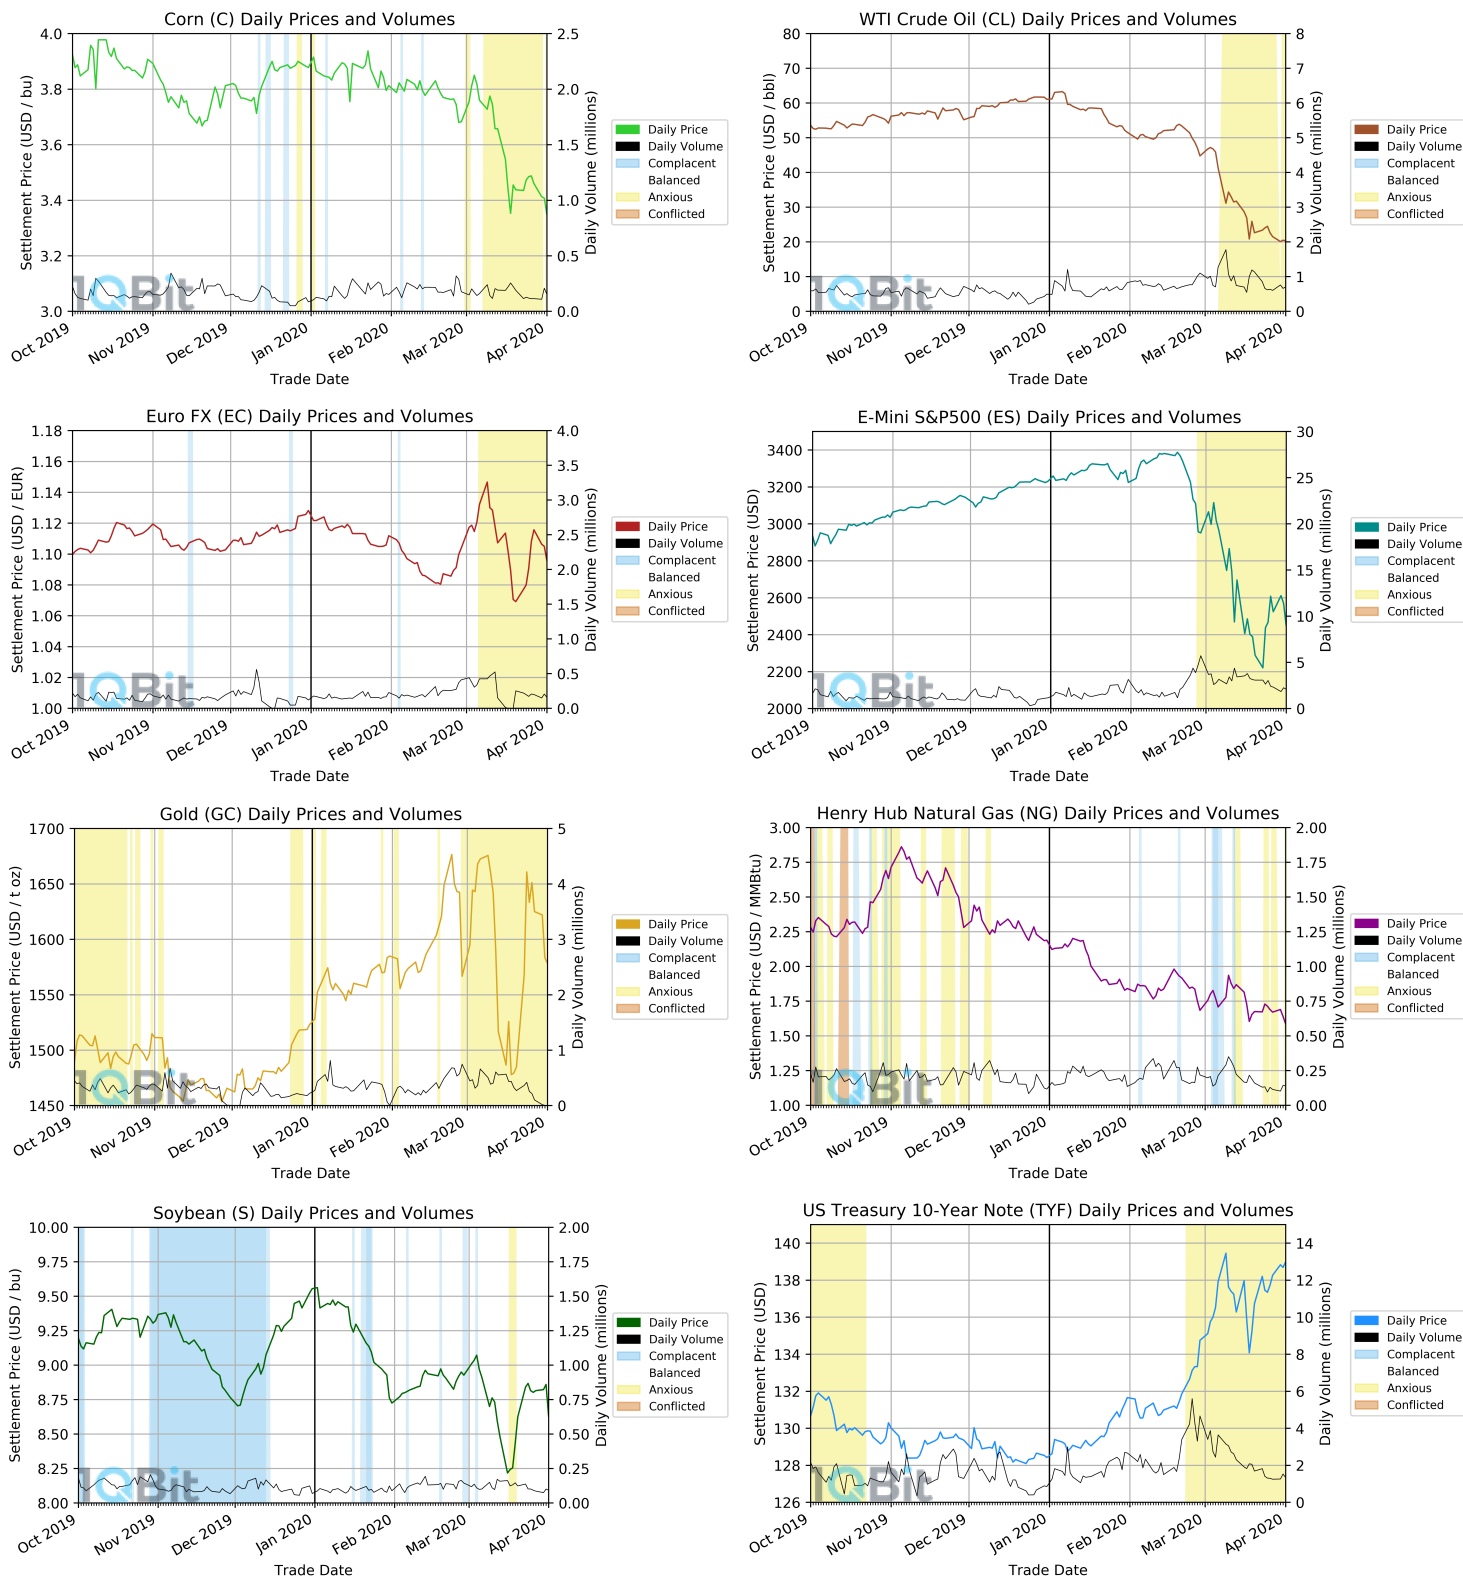 Corn (C) Daily Prices and Volumes
Settlement Price (USD / bu)
4.0
3.8
3.6
3.4
3.2
3.0
2.5
2.0
1.5
1.0
0.5
0.0
Daily Volume (millions)
1QBit
Oct 2019
Nov 2019
Dec 2019
Jan 2020
Feb 2020
Mar 2020
Apr 2020
Trade Date
Daily Price
Daily Volume
Complacent
Balanced
Anxious
Conflicted
WTI Crude Oil (CL) Daily Prices and Volumes
Settlement Price (USD / bbl)
80
70
60
50
40
30
20
10
0
8
7
6
5
4
3
2
1
0
Daily Volume (millions)
1QBit
Oct 2019
Nov 2019
Dec 2019
Jan 2020
Feb 2020
Mar 2020
Apr 2020
Trade Date
Daily Price
Daily Volume
Complacent
Balanced
Anxious
Conflicted
Euro FX (EC) Daily Prices and Volumes
Settlement Price (USD / EUR)
1.18
1.16
1.14
1.12
1.10
1.08
1.06
1.04
1.02
1.00
4.0
3.5
3.0
2.5
2.0
1.5
1.0
0.5
0.0
Daily Volume (millions)
1QBit
Oct 2019
Nov 2019
Dec 2019
Jan 2020
Feb 2020
Mar 2020
Apr 2020
Trade Date
Daily Price
Daily Volume
Complacent
Balanced
Anxious
Conflicted
E-Mini S&P500 (ES) Daily Prices and Volumes
Settlement Price (USD)
3400
3200
3000
2800
2600
2400
2200
2000
30
25
20
15
10
5
0
Daily Volume (millions)
1QBit
Oct 2019
Nov 2019
Dec 2019
Jan 2020
Feb 2020
Mar 2020
Apr 2020
Trade Date
Daily Price
Daily Volume
Complacent
Balanced
Anxious
Conflicted
Gold (GC) Daily Prices and Volumes
Settlement Price (USD / t oz)
1700
1650
1600
1550
1500
1450
5
4
3
2
1
0
Daily Volume (millions)
1QBit
Oct 2019
Nov 2019
Dec 2019
Jan 2020
Feb 2020
Mar 2020
Apr 2020
Trade Date
Daily Price
Daily Volume
Complacent
Balanced
Anxious
Conflicted
Henry Hub Natural Gas (NG) Daily Prices and Volumes
Settlement Price (USD / MMBtu)
3.00
2.75
2.50
2.25
2.00
1.75
1.50
1.25
1.00
2.00
1.75
1.50
1.25
1.00
0.75
0.50
0.25
0.00
Daily Volume (millions)
1QBit
Oct 2019
Nov 2019
Dec 2019
Jan 2020
Feb 2020
Mar 2020
Apr 2020
Trade Date
Daily Price
Daily Volume
Complacent
Balanced
Anxious
Conflicted
Soybean (S) Daily Prices and Volumes
Settlement Price (USD / bu)
10.00
9.75
9.50
9.25
9.00
8.75
8.50
8.25
8.00
2.00
1.75
1.50
1.25
1.00
0.75
0.50
0.25
0.00
Daily Volume (millions)
1QBit
Oct 2019
Nov 2019
Dec 2019
Jan 2020
Feb 2020
Mar 2020
Apr 2020
Trade Date
Daily Price
Daily Volume
Complacent
Balanced
Anxious
Conflicted
US Treasury 10-Year Note (TYF) Daily Prices and Volumes
Settlement Price (USD)
140
138
136
134
132
130
128
126
14
12
10
8
6
4
2
0
Daily Volume (millions)
1QBit
Oct 2019
Nov 2019
Dec 2019
Jan 2020
Feb 2020
Mar 2020
Apr 2020
Trade Date
Daily Price
Daily Volume
Complacent
Balanced
Anxious
Conflicted